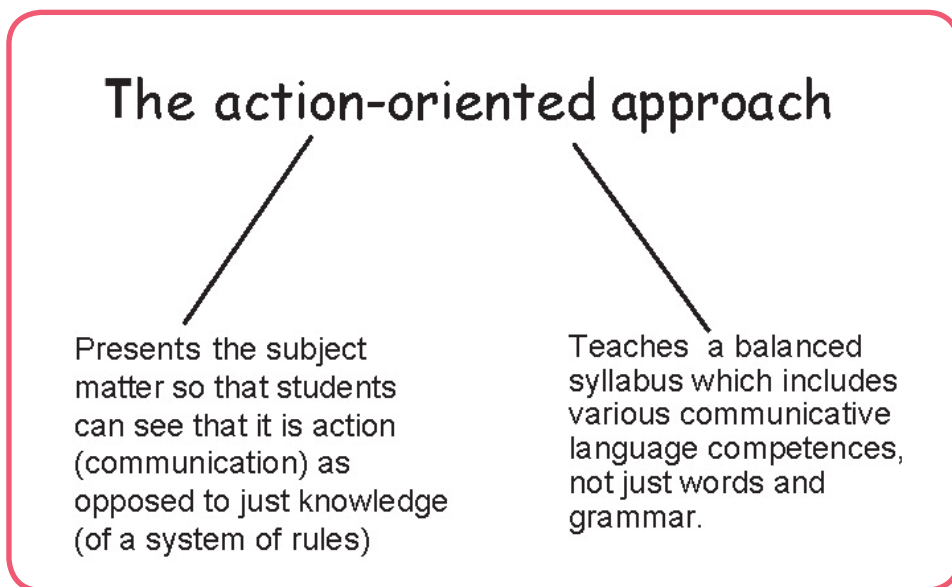 The action-oriented approach
Presents the subject
matter so that students
can see that it is action
(communication) as
opposed to just knowledge
(of a system of rules)
Teaches a balanced
syllabus which includes
various communicative
language competences,
not just words and
grammar.